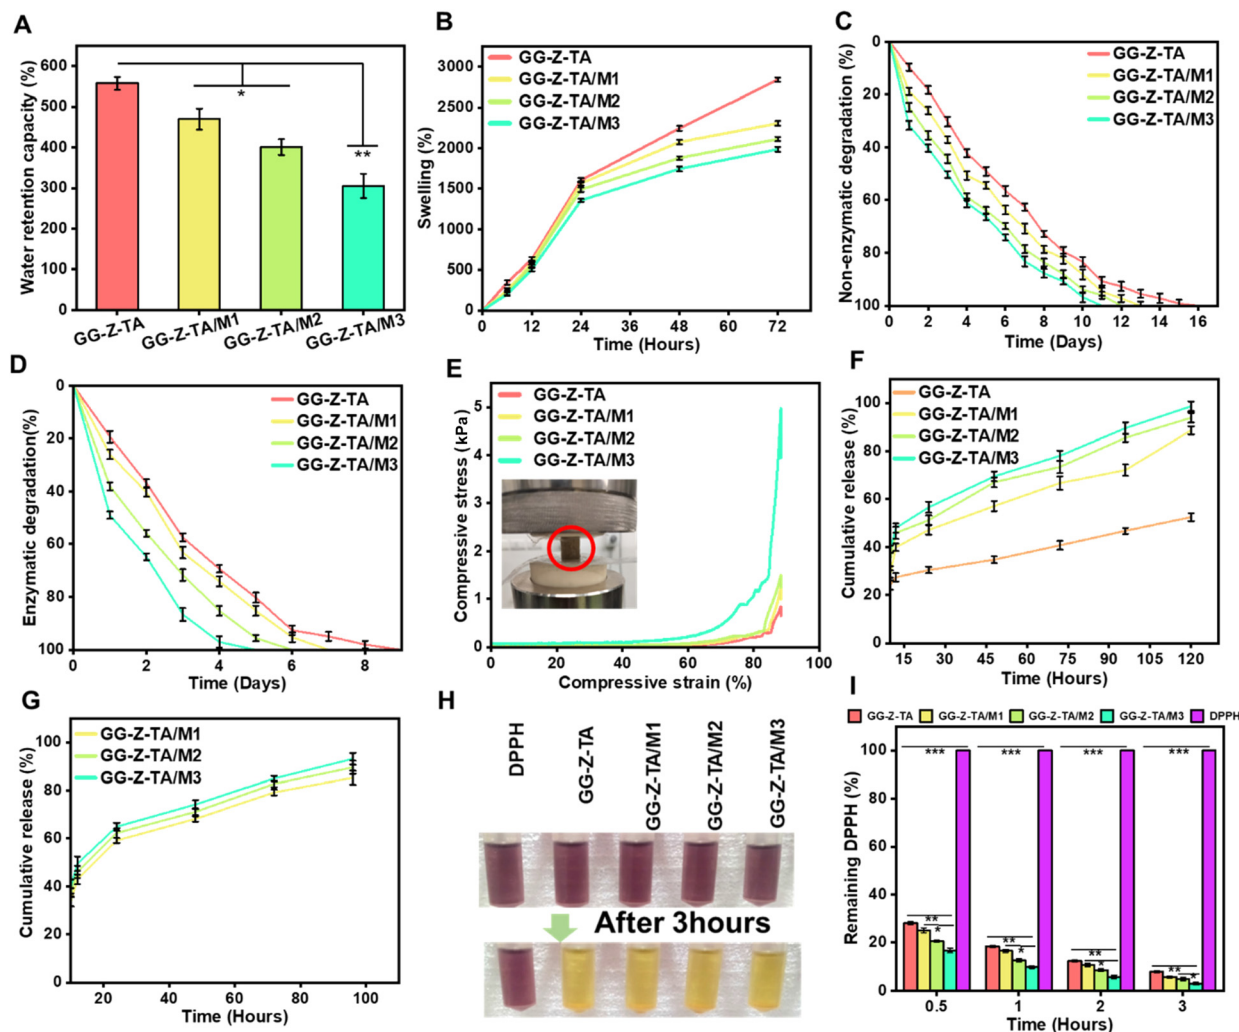 A
Water retention capacity (%)
600
500
400
300
200
100
0
*
**
GG-Z-TA
GG-Z-TA/M1
GG-Z-TA/M2
GG-Z-TA/M3
B
Swelling (%)
3000
2500
2000
1500
1000
500
0
GG-Z-TA
GG-Z-TA/M1
GG-Z-TA/M2
GG-Z-TA/M3
0 12 24 36 48 60 72
Time (Hours)
C
Non-enzymatic degradation (%)
0
20
40
60
80
100
GG-Z-TA
GG-Z-TA/M1
GG-Z-TA/M2
GG-Z-TA/M3
0 2 4 6 8 10 12 14 16
Time (Days)
D
Enzymatic degradation(%)
0
20
40
60
80
100
GG-Z-TA
GG-Z-TA/M1
GG-Z-TA/M2
GG-Z-TA/M3
0 2 4 6 8
Time (Days)
E
Compressive stress (kPa)
5
4
3
2
1
0
GG-Z-TA
GG-Z-TA/M1
GG-Z-TA/M2
GG-Z-TA/M3
0 20 40 60 80 100
Compressive strain (%)
F
Cumulative release (%)
100
80
60
40
20
0
GG-Z-TA
GG-Z-TA/M1
GG-Z-TA/M2
GG-Z-TA/M3
15 30 45 60 75 90 105 120
Time (Hours)
G
Cumulative release (%)
100
80
60
40
20
0
GG-Z-TA/M1
GG-Z-TA/M2
GG-Z-TA/M3
20 40 60 80 100
Time (Hours)
H
DPPH
GG-Z-TA
GG-Z-TA/M1
GG-Z-TA/M2
GG-Z-TA/M3
After 3hours
I
GG-Z-TA GG-Z-TA/M1 GG-Z-TA/M2 GG-Z-TA/M3 DPPH
Remaining DPPH (%)
100
80
60
40
20
0
*** *** *** ***
** ** ** **
* * * *
0.5 1 2 3
Time (Hours)